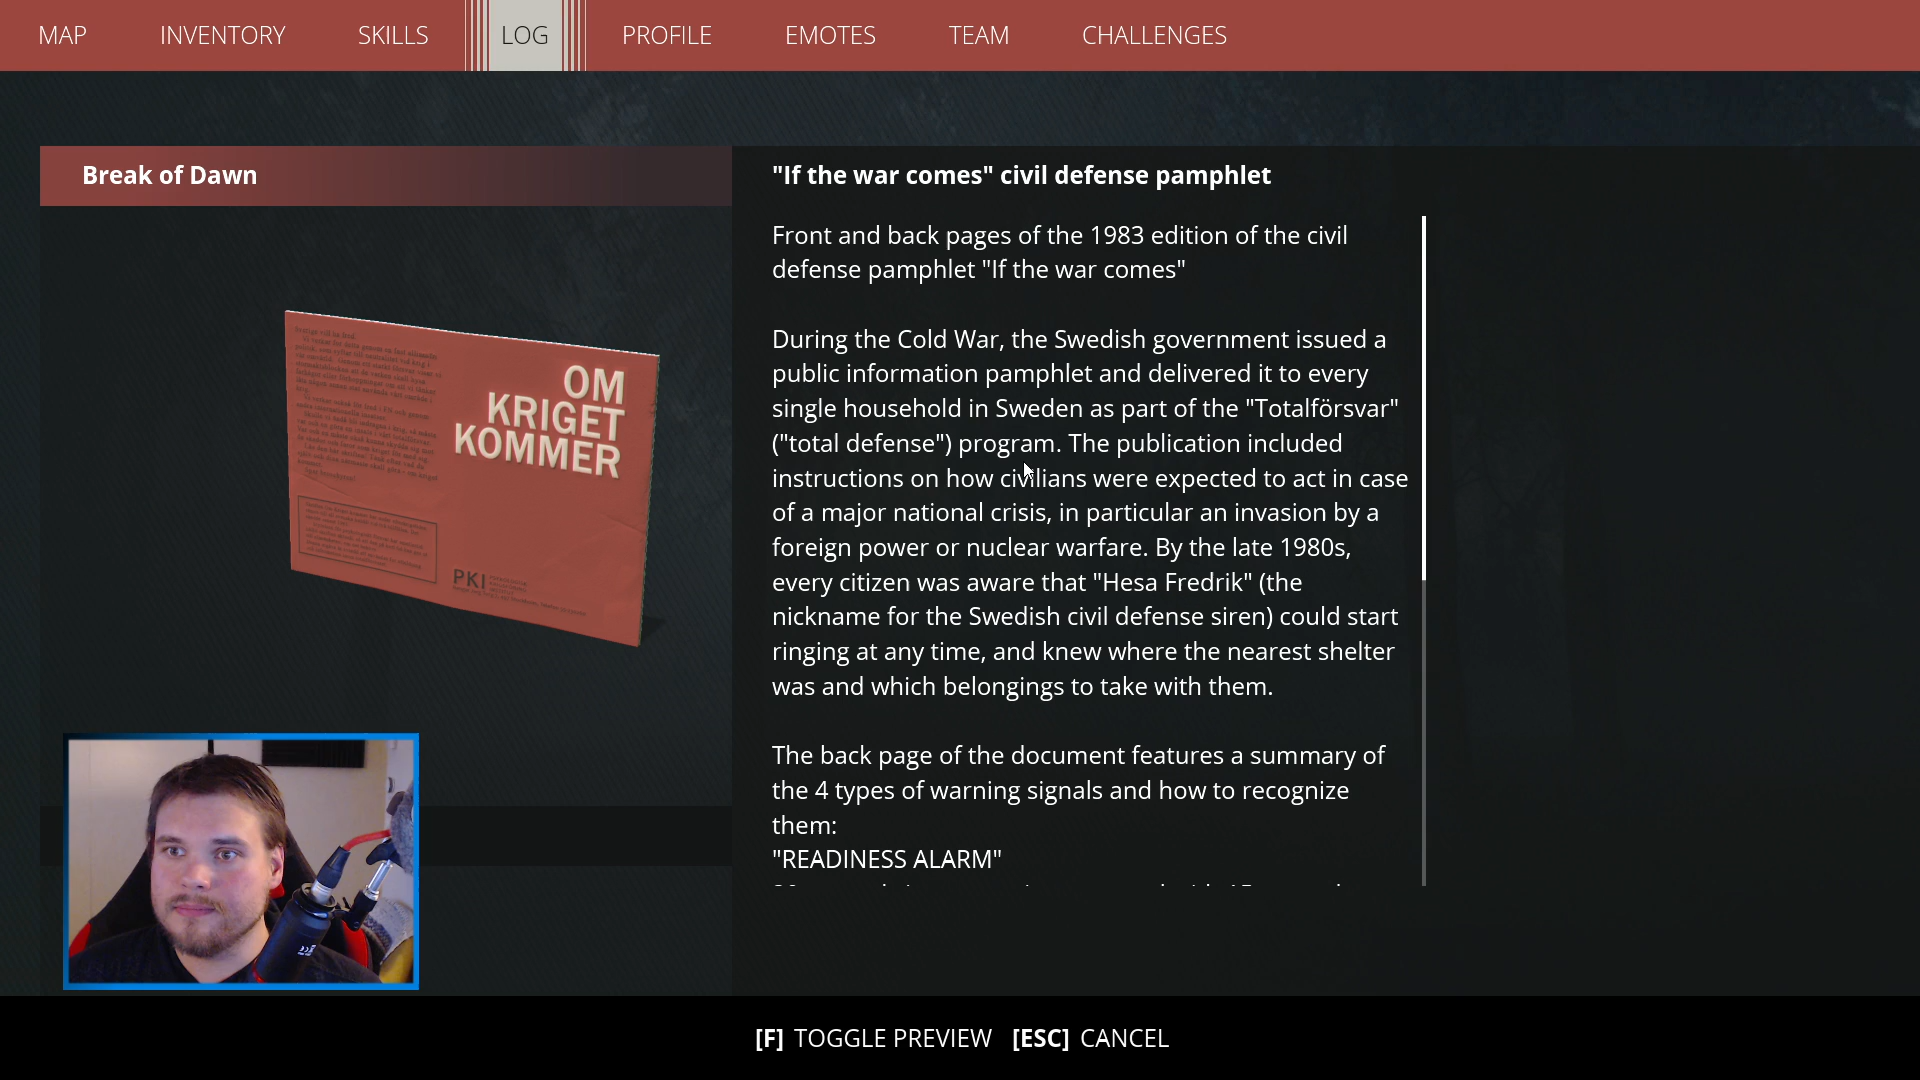 MAP
INVENTORY
SKILLS
LOG
PROFILE
EMOTES
TEAM
CHALLENGES
Break of Dawn
OM
KRIGET
KOMMER
PKI
"If the war comes" civil defense pamphlet
Front and back pages of the 1983 edition of the civil
defense pamphlet "If the war comes"
During the Cold War, the Swedish government issued a
public information pamphlet and delivered it to every
single household in Sweden as part of the "Totalförsvar"
("total defense") program. The publication included
instructions on how civilians were expected to act in case
of a major national crisis, in particular an invasion by a
foreign power or nuclear warfare. By the late 1980s,
every citizen was aware that "Hesa Fredrik" (the
nickname for the Swedish civil defense siren) could start
ringing at any time, and knew where the nearest shelter
was and which belongings to take with them.
The back page of the document features a summary of
the 4 types of warning signals and how to recognize
them:
"READINESS ALARM"
[F] TOGGLE PREVIEW [ESC] CANCEL